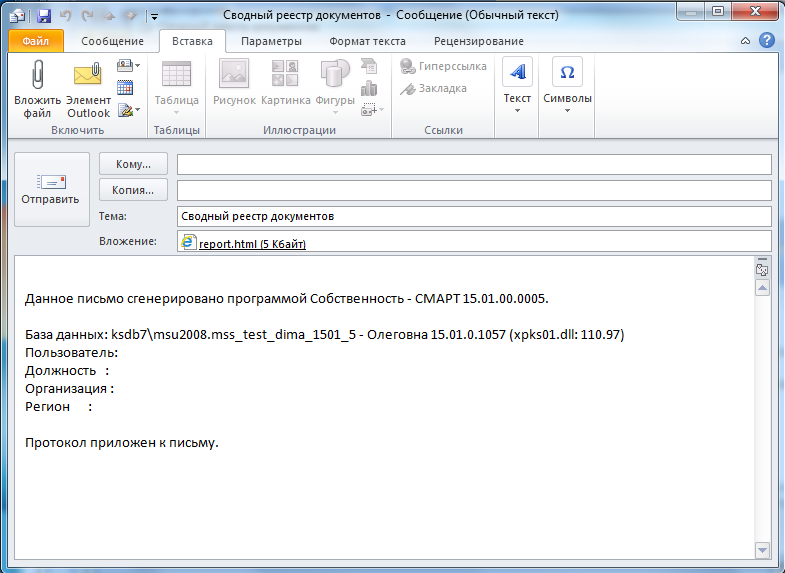 Сводный реестр документов - Сообщение (Обычный текст)
Файл Сообщение Вставка Параметры Формат текста Рецензирование
Вложить файл
Элемент Outlook
Включить
Таблица
Таблицы
Рисунок Картинка Фигуры
Иллюстрации
Гиперссылка
Закладка
Ссылки
Текст
Символы
Отправить
Кому...
Копия...
Тема: Сводный реестр документов
Вложение: report.html (5 Кбайт)
Данное письмо сгенерировано программой Собственность - СМАРТ 15.01.00.0005.
База данных: ksdb7\msu2008.mss_test_dima_1501_5 - Олеговна 15.01.0.1057 (xpks01.dll: 110.97)
Пользователь:
Должность :
Организация :
Регион :
Протокол приложен к письму.